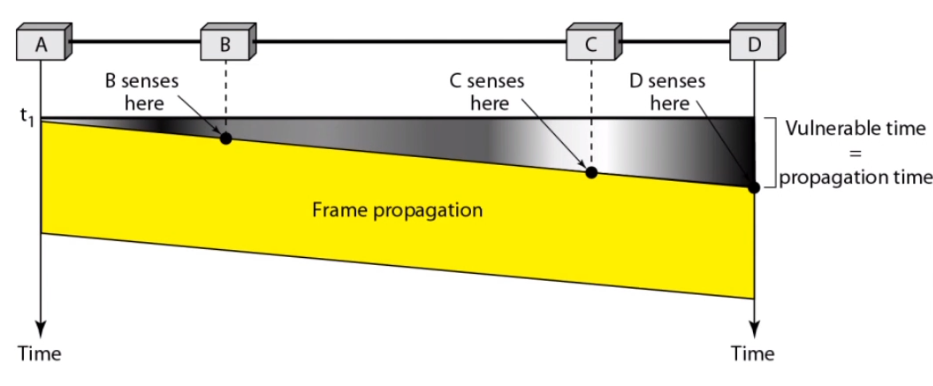 A
B
C
D
B senses
here
C senses
here
D senses
here
t1
Vulnerable time
=
propagation time
Frame propagation
Time
Time